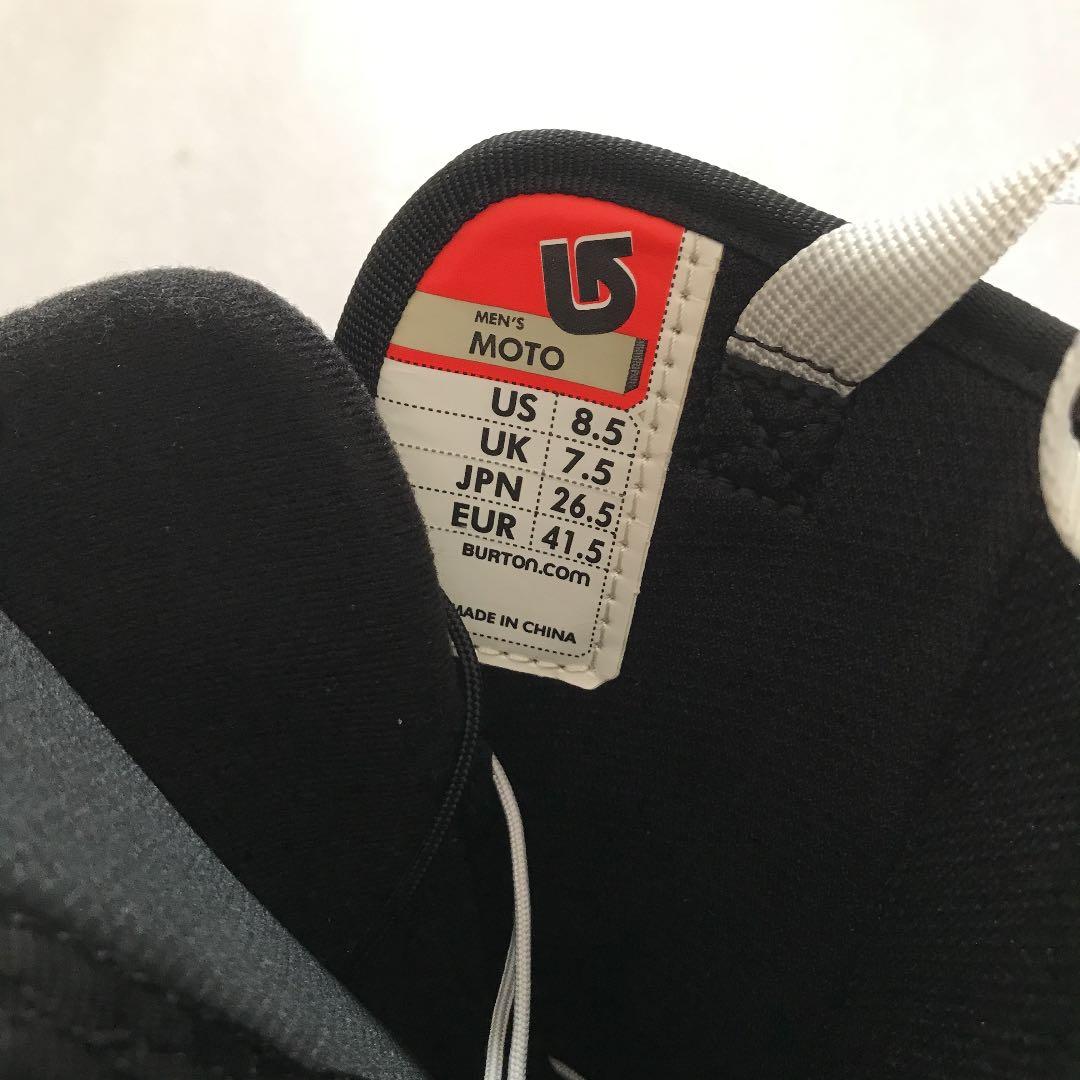 MEN'S
MOTO
US 8.5
UK 7.5
JPN 26.5
EUR 41.5
BURTON.COM
MADE IN CHINA